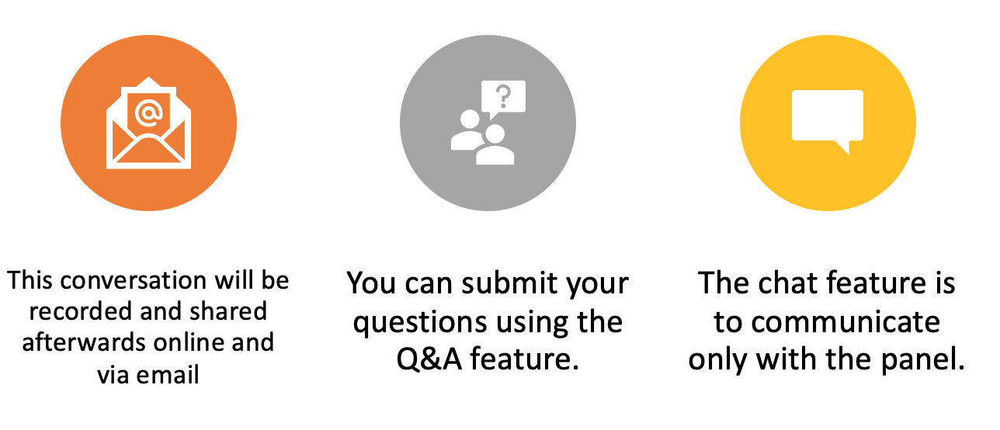 @
?
This conversation will be
recorded and shared
afterwards online and
via email
You can submit your
questions using the
Q&A feature.
The chat feature is
to communicate
only with the panel.